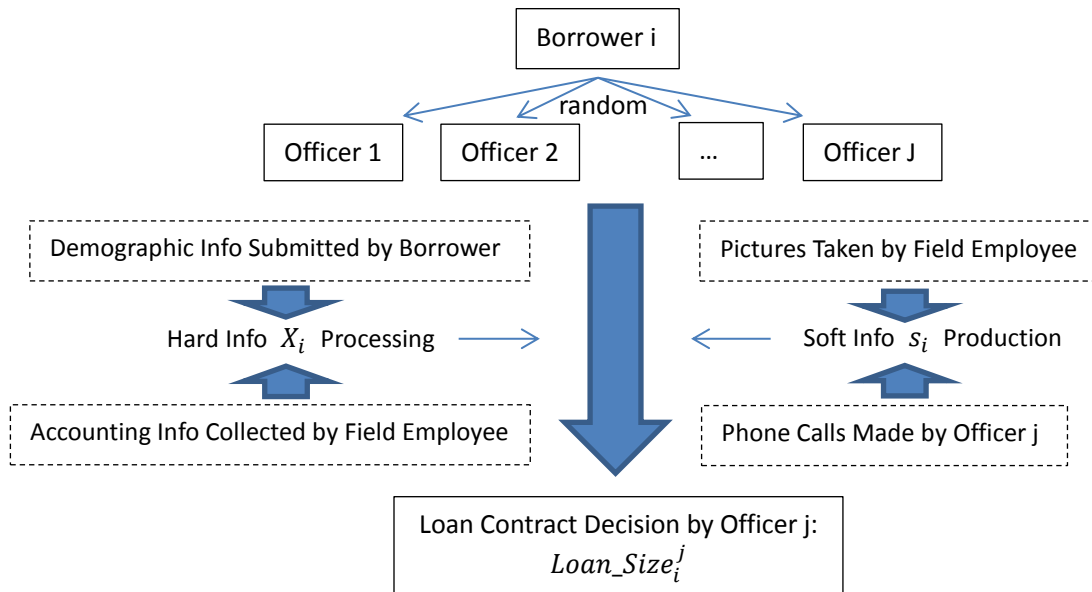 Borrower i
random
Officer 1
Officer 2
...
Officer J
Demographic Info Submitted by Borrower
Pictures Taken by Field Employee
Hard Info X_i Processing
Soft Info s_i Production
Accounting Info Collected by Field Employee
Phone Calls Made by Officer j
Loan Contract Decision by Officer j:
Loan_Size_i^j